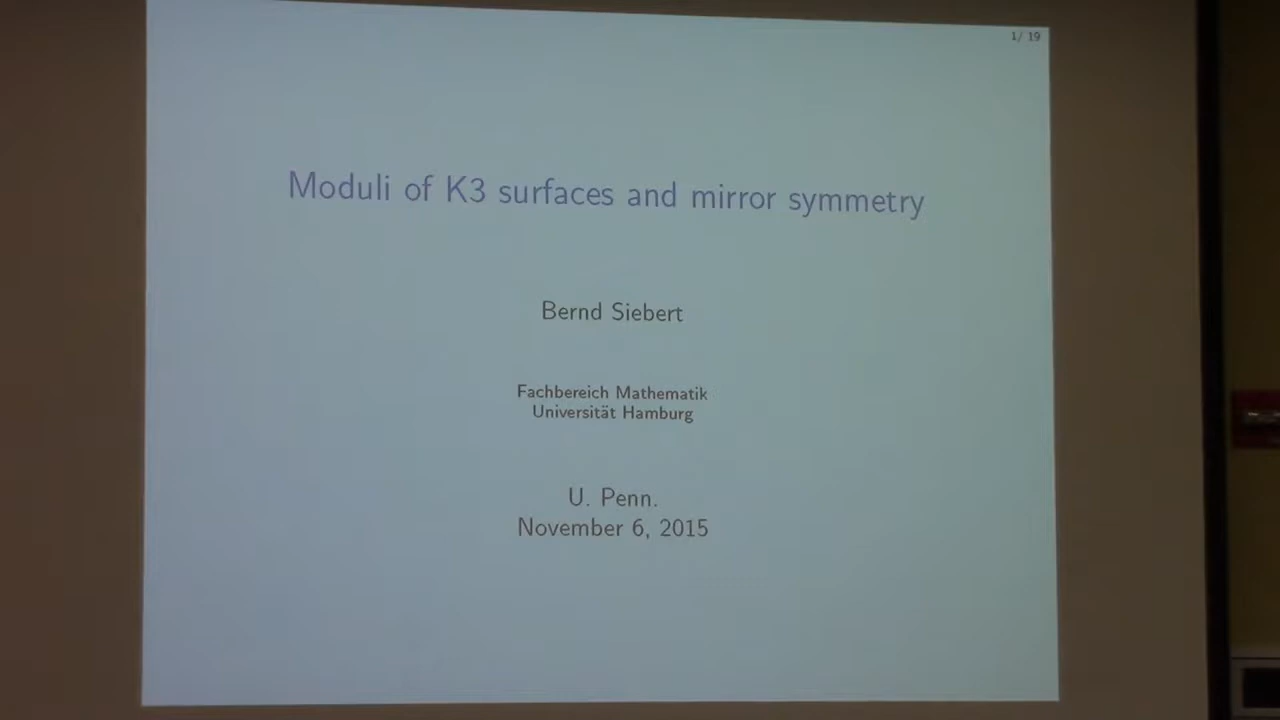 1/ 19
Moduli of K3 surfaces and mirror symmetry
Bernd Siebert
Fachbereich Mathematik
Universität Hamburg
U. Penn.
November 6, 2015